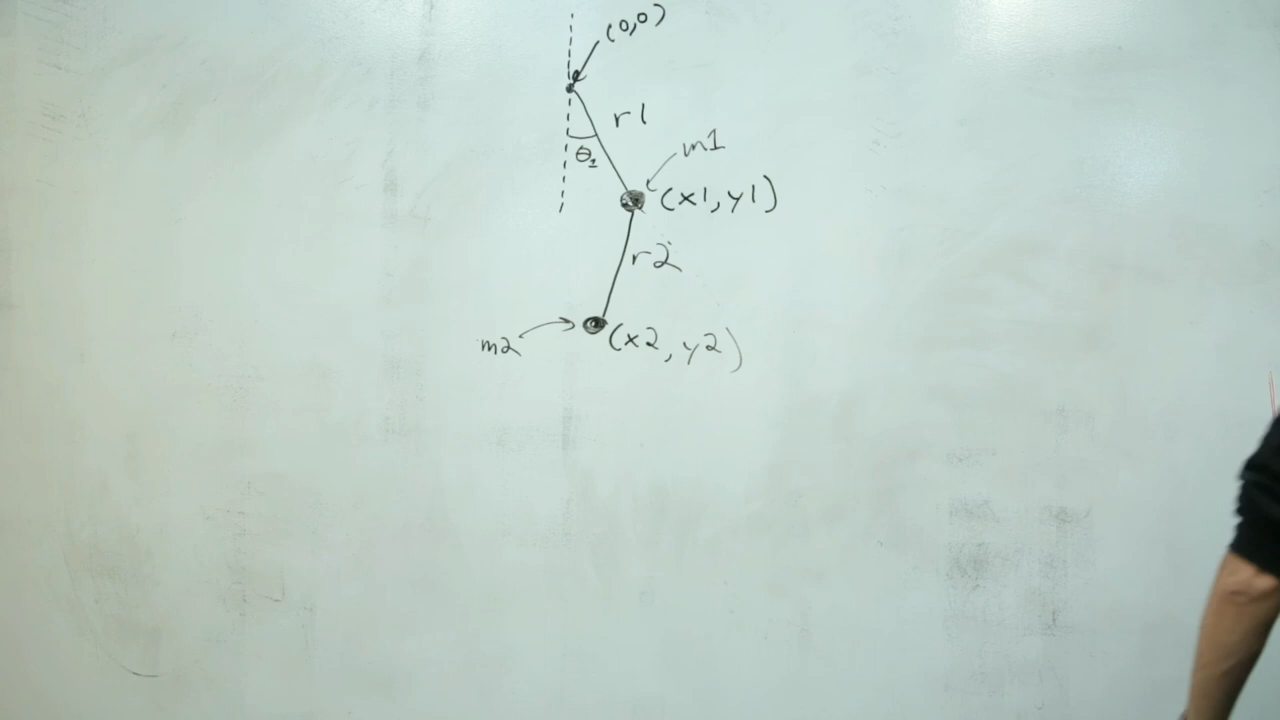 (0,0)
r1
θ1
m1
(x1,y1)
r2
m2
(x2,y2)